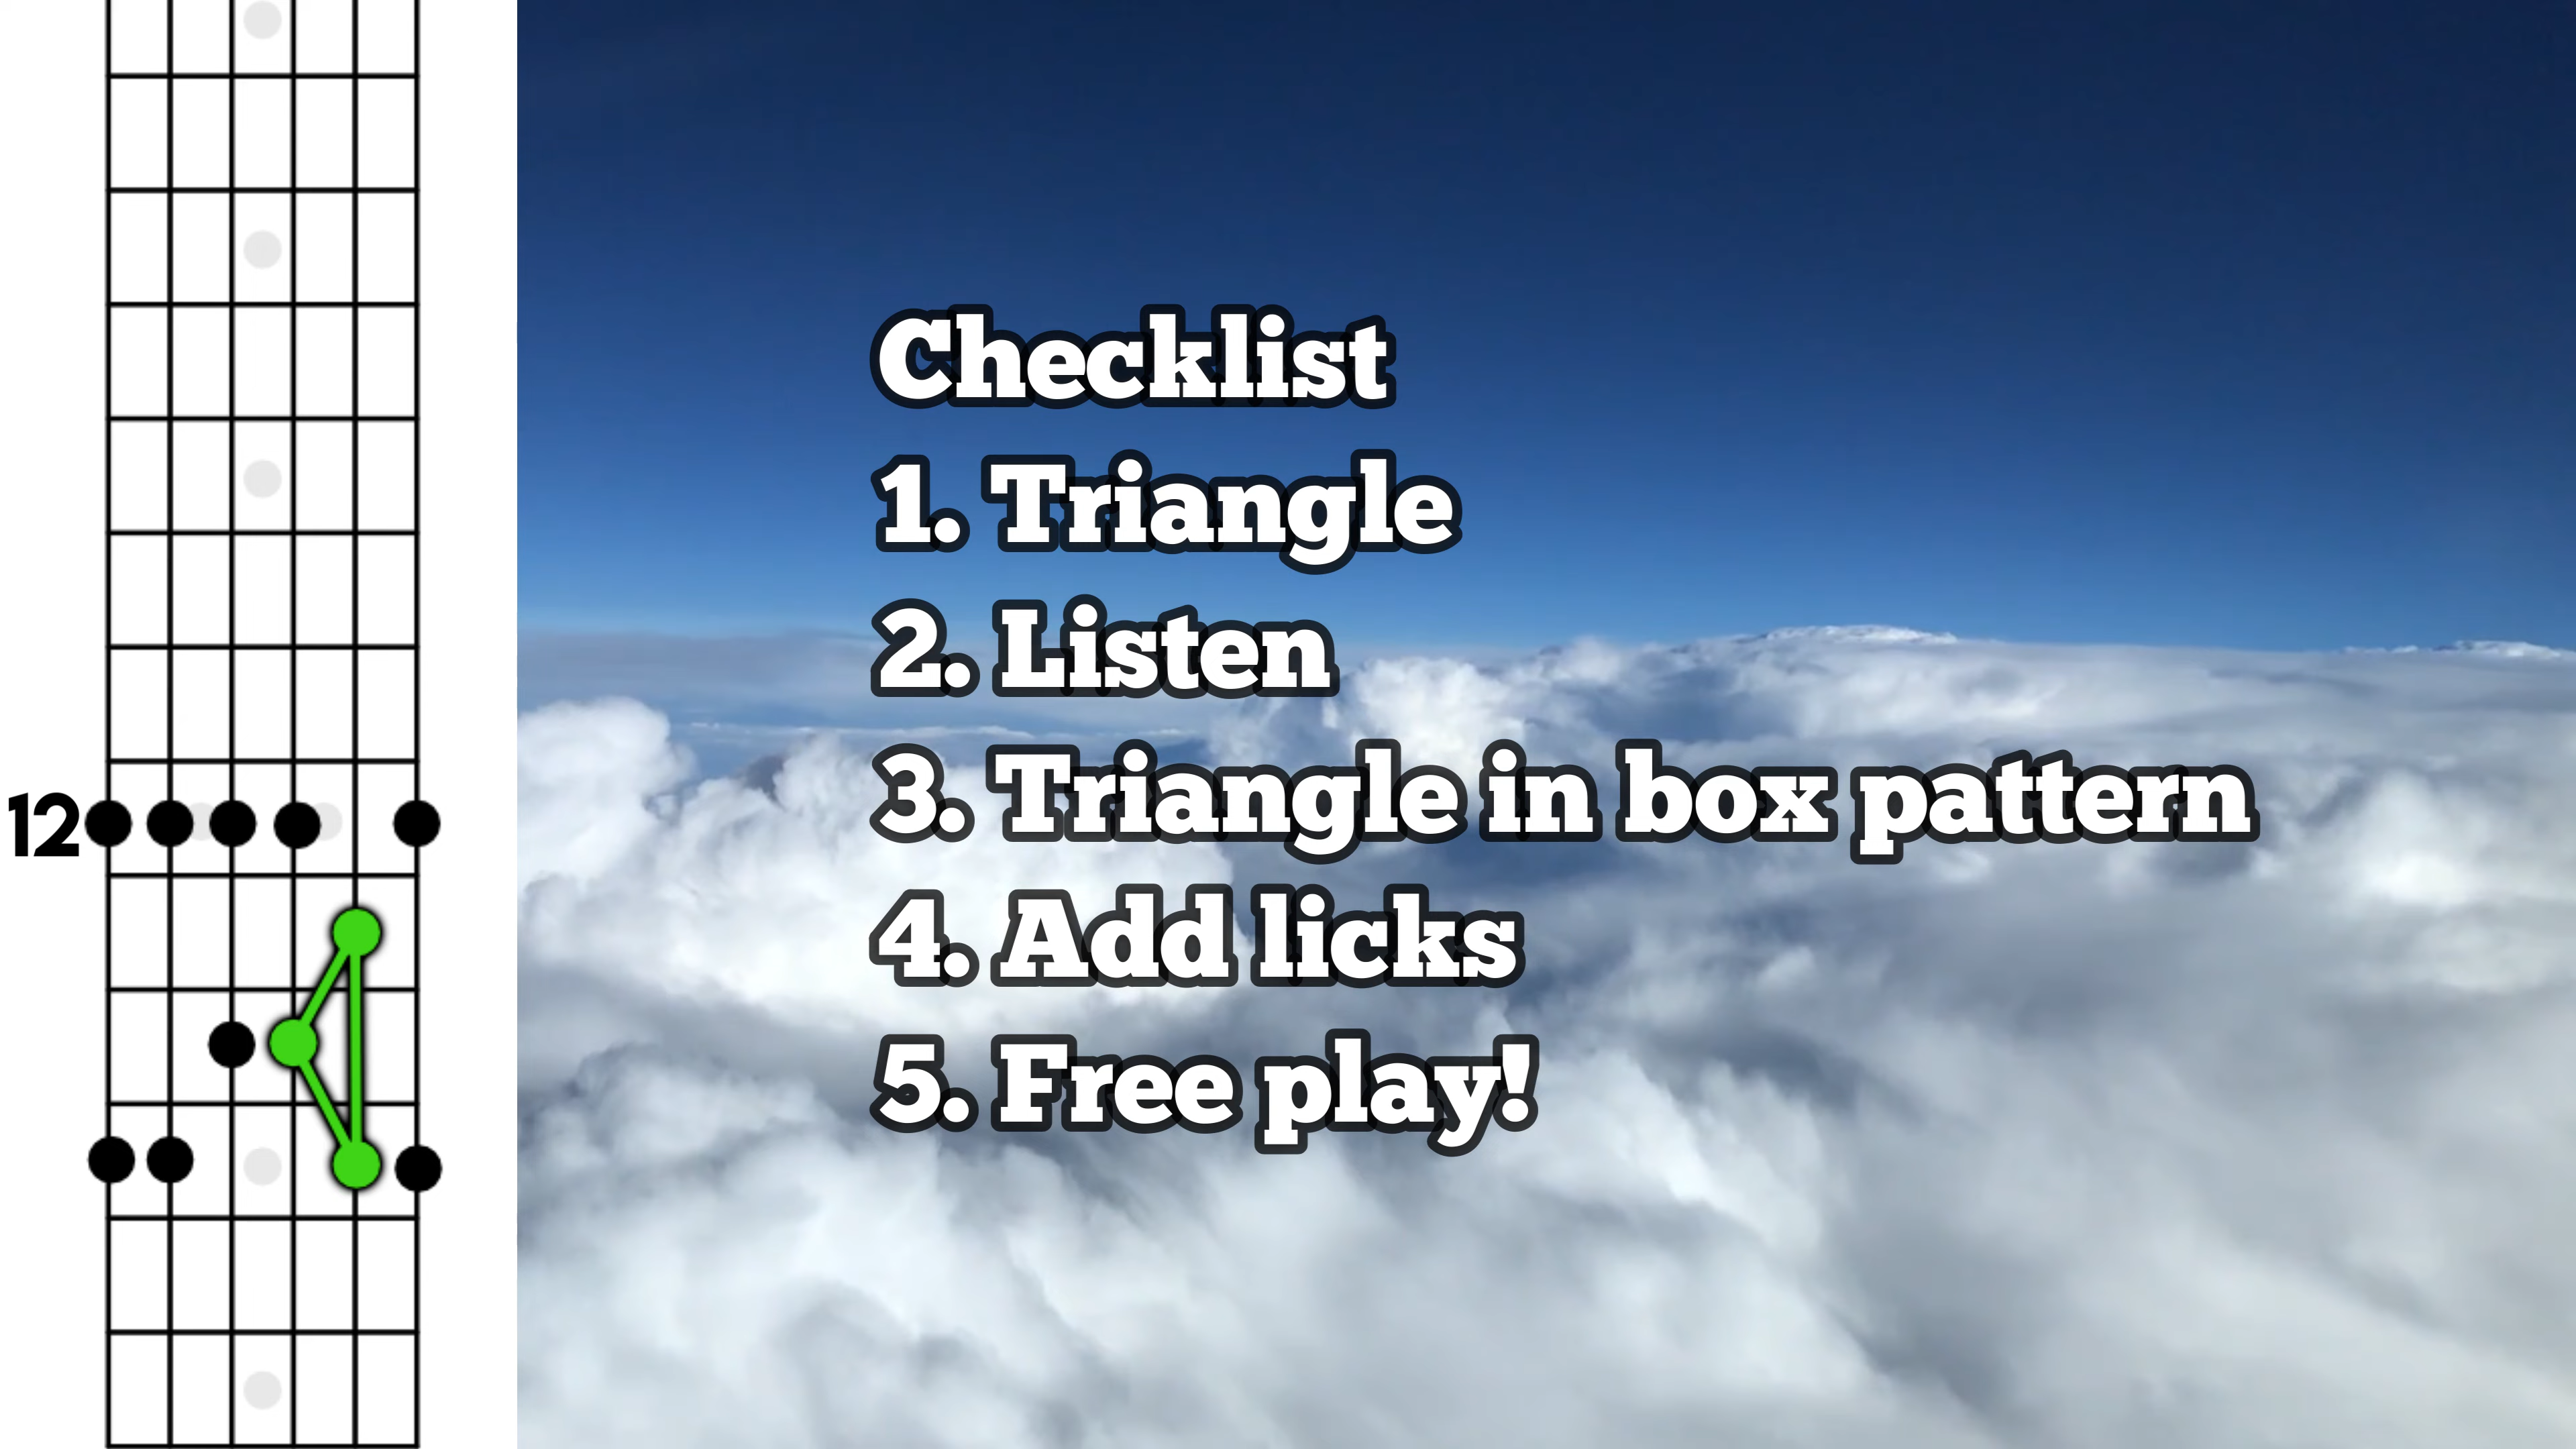 12
Checklist
1. Triangle
2. Listen
3. Triangle in box pattern
4. Add licks
5. Free play!